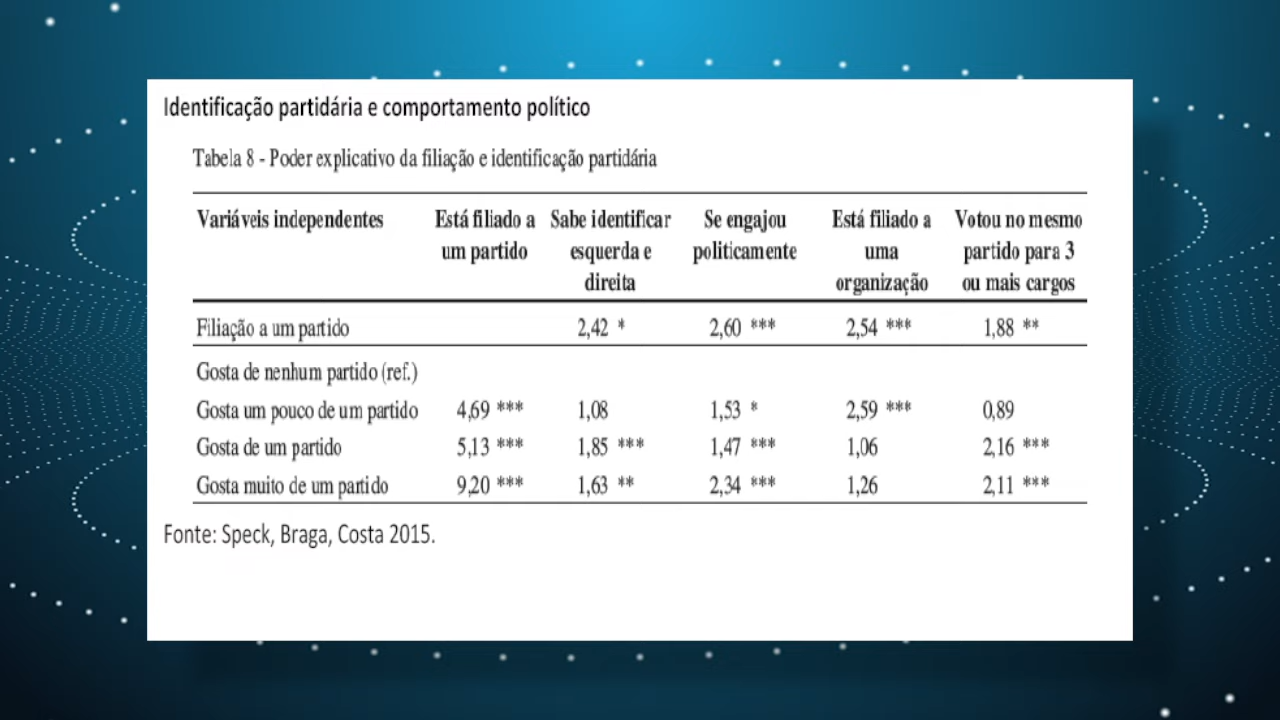 Identificação partidária e comportamento político
Tabela 8 - Poder explicativo da filiação e identificação partidária
Variáveis independentes Está filiado a um partido Sabe identificar esquerda e direita Se engajou politicamente Está filiado a uma organização Votou no mesmo partido para 3 ou mais cargos
Filiação a um partido 2,42 * 2,60 *** 2,54 *** 1,88 **
Gosta de nenhum partido (ref.)
Gosta um pouco de um partido 4,69 *** 1,08 1,53 * 2,59 *** 0,89
Gosta de um partido 5,13 *** 1,85 *** 1,47 *** 1,06 2,16 ***
Gosta muito de um partido 9,20 *** 1,63 ** 2,34 *** 1,26 2,11 ***
Fonte: Speck, Braga, Costa 2015.